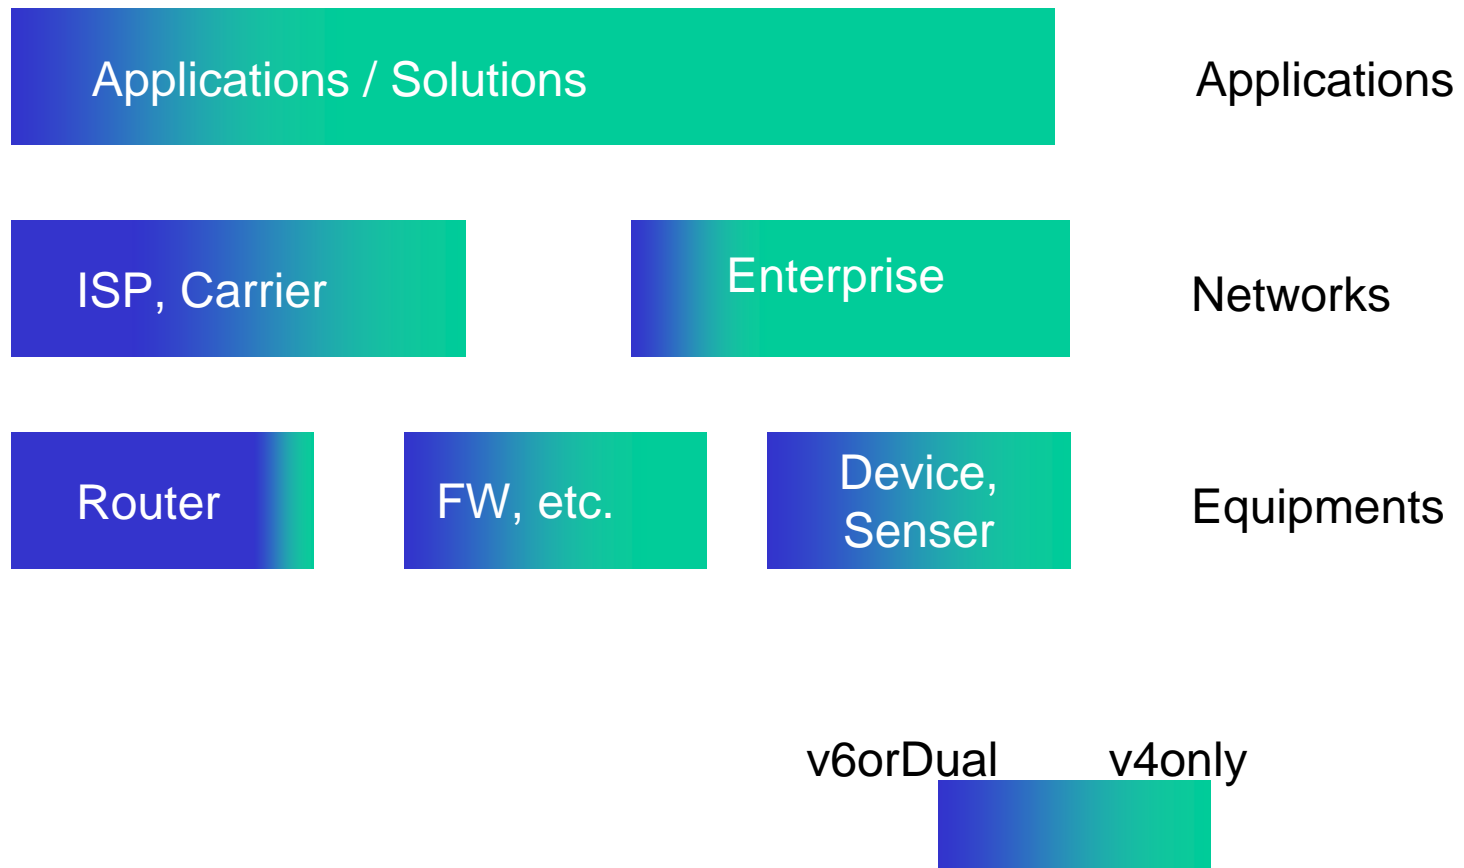 Applications / Solutions
Applications
ISP, Carrier
Enterprise
Networks
Router
FW, etc.
Device,
Senser
Equipments
v6orDual
v4only